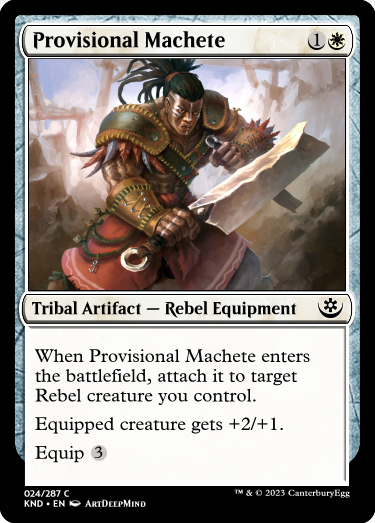 Provisional Machete 1
Tribal Artifact — Rebel Equipment
When Provisional Machete enters
the battlefield, attach it to target
Rebel creature you control.
Equipped creature gets +2/+1.
Equip 3
024/287 C
KND • EN ArtDeepMind
™ & © 2023 CanterburyEgg